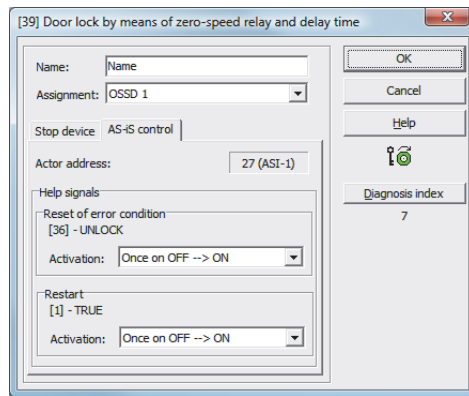 [39] Door lock by means of zero-speed relay and delay time
Name: Name
Assignment: OSSD 1
Stop device AS-iS control
Actor address: 27 (ASI-1)
Help signals
Reset of error condition
[36] - UNLOCK
Activation: Once on OFF --> ON
Restart
[1] - TRUE
Activation: Once on OFF --> ON
OK
Cancel
Help
Diagnosis index
7